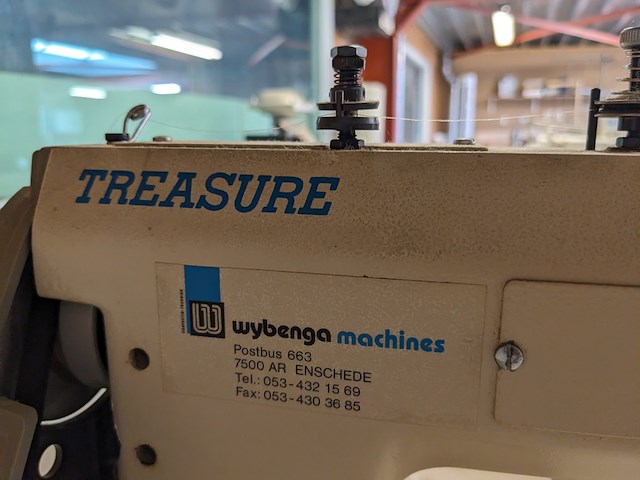 TREASURE
W wybenga machines
Postbus 663
7500 AR ENSCHEDE
Tel.: 053-432 15 69
Fax: 053-430 36 85